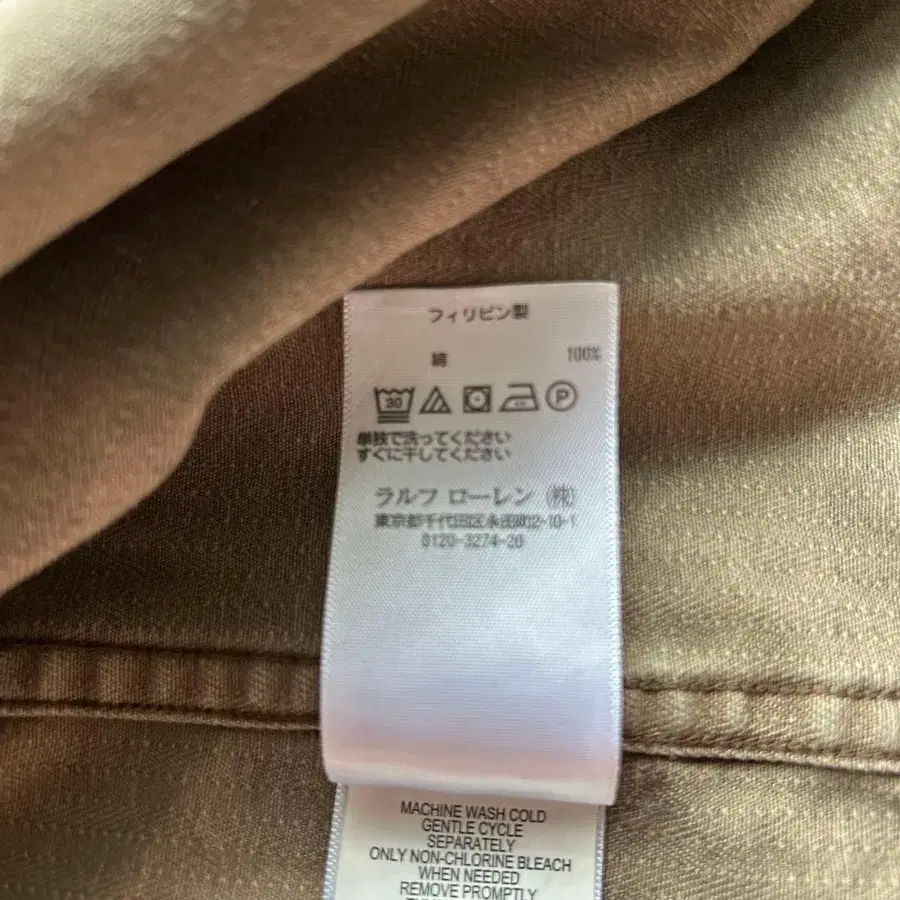 フィリピン製
綿 100%
30 P
単独で洗ってください
すぐに干してください
ラルフ ローレン (株)
東京都千代田区永田町2-10-1
0120-3274-20
MACHINE WASH COLD
GENTLE CYCLE
SEPARATELY
ONLY NON-CHLORINE BLEACH
WHEN NEEDED
REMOVE PROMPTLY